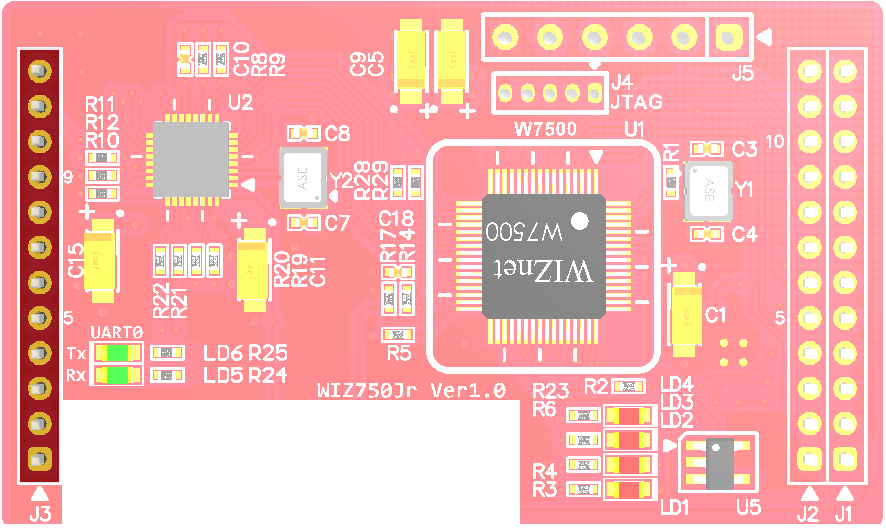 C10
R8
R9
C9
C5
J5
J4
JTAG
W7500
U1
U2
R11
R12
R10
C8
ASE
Y2
C7
R28
R29
R1
C3
ASE
Y1
C4
10
9
C15
R22
R21
R20
R19
C11
C18
R17
R14
R5
W7500
WIZnet
C1
5
5
UART0
Tx
LD6 R25
Rx
LD5 R24
WIZ750Jr Ver1.0
R23
R6
R2
LD4
LD3
LD2
R4
R3
LD1
U5
J3
J2
J1